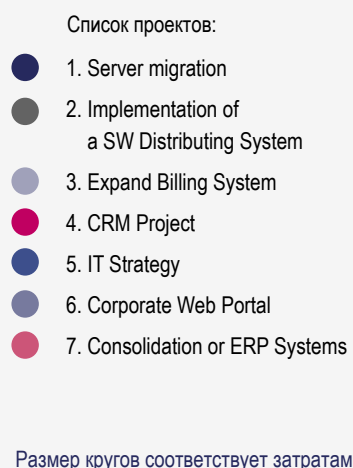 Список проектов:
1. Server migration
2. Implementation of
a SW Distributing System
3. Expand Billing System
4. CRM Project
5. IT Strategy
6. Corporate Web Portal
7. Consolidation or ERP Systems
Размер кругов соответствует затратам